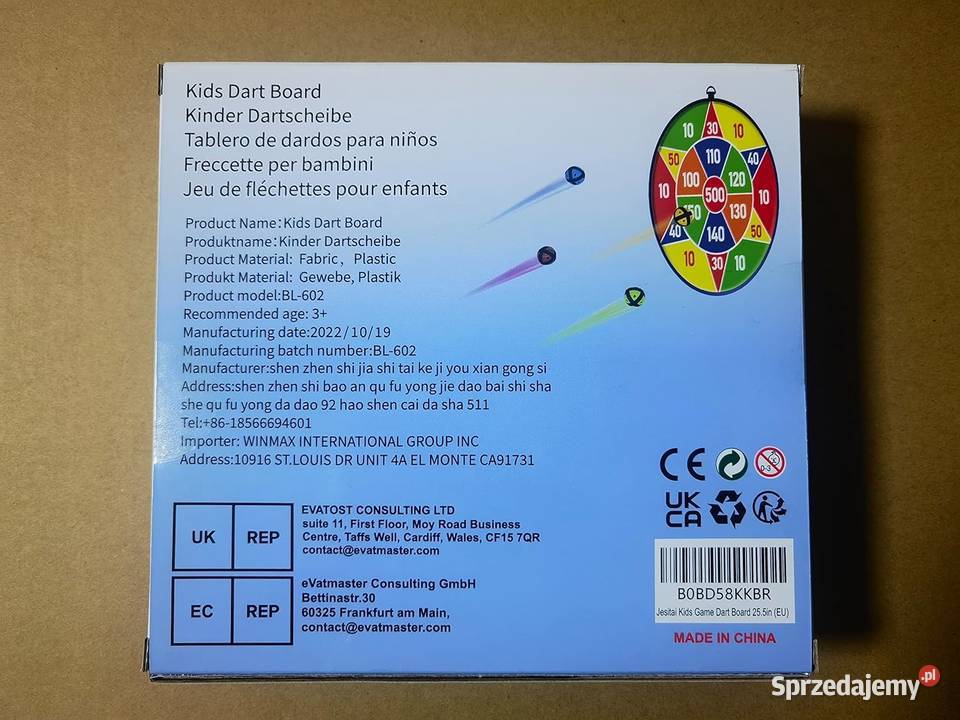 Kids Dart Board
Kinder Dartscheibe
Tablero de dardos para niños
Freccette per bambini
Jeu de fléchettes pour enfants
Product Name:Kids Dart Board
Produktname:Kinder Dartscheibe
Product Material: Fabric, Plastic
Produkt Material: Gewebe, Plastik
Product model:BL-602
Recommended age: 3+
Manufacturing date:2022/10/19
Manufacturing batch number:BL-602
Manufacturer:shen zhen shi jia shi tai ke ji you xian gong si
Address:shen zhen shi bao an qu fu yong jie dao bai shi sha
she qu fu yong da dao 92 hao shen cai da sha 511
Tel:+86-18566694601
Importer: WINMAX INTERNATIONAL GROUP INC
Address:10916 ST.LOUIS DR UNIT 4A EL MONTE CA91731
10 30 10
50 110 40
100 120
10 500 10
50 130
40 140 50
10 30 10
UK REP
EVATOST CONSULTING LTD
suite 11, First Floor, Moy Road Business
Centre, Taffs Well, Cardiff, Wales, CF15 7QR
contact@evatmaster.com
EC REP
eVatmaster Consulting GmbH
Bettinastr.30
60325 Frankfurt am Main,
contact@evatmaster.com
CE
0-3
UK
CA
B0BD58KKBR
Jesitai Kids Game Dart Board 25.5in (EU)
MADE IN CHINA
Sprzedajemy.pl